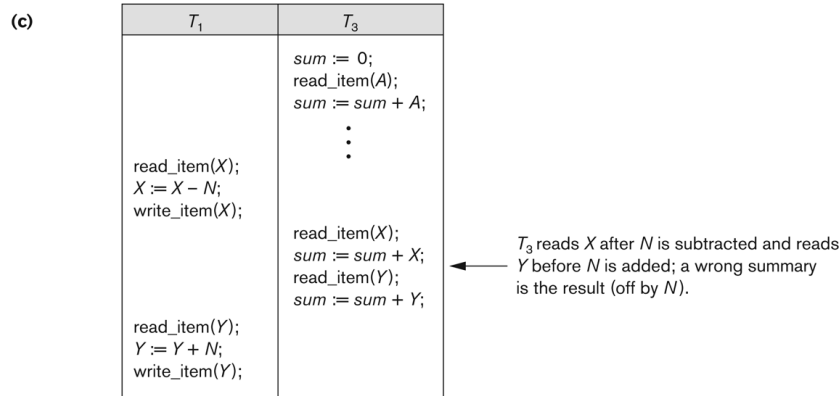 (c)
T1 T3
sum := 0;
read_item(A);
sum := sum + A;
read_item(X);
X := X – N;
write_item(X);
read_item(X);
sum := sum + X;
read_item(Y);
sum := sum + Y;
T3 reads X after N is subtracted and reads
Y before N is added; a wrong summary
is the result (off by N).
read_item(Y);
Y := Y + N;
write_item(Y);